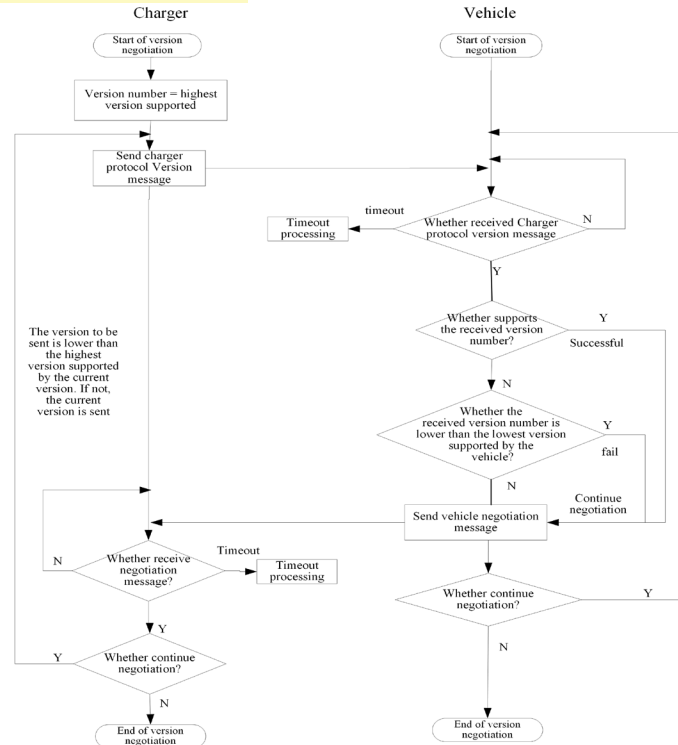 Charger
Vehicle
Start of version
negotiation
Start of version
negotiation
Version number = highest
version supported
Send charger
protocol Version
message
timeout
Timeout
processing
Whether received Charger
protocol version message
N
Y
Whether supports
the received version
number?
Y
Successful
N
The version to be
sent is lower than
the highest
version supported
by the current
version. If not,
the current
version is sent
Whether the
received version number is
lower than the lowest version
supported by the
vehicle?
Y
fail
N
Continue
negotiation
Send vehicle negotiation
message
N
Whether receive
negotiation
message?
Timeout
Timeout
processing
Whether continue
negotiation?
Y
Y
Y
Whether continue
negotiation?
N
N
End of version
negotiation
End of version
negotiation